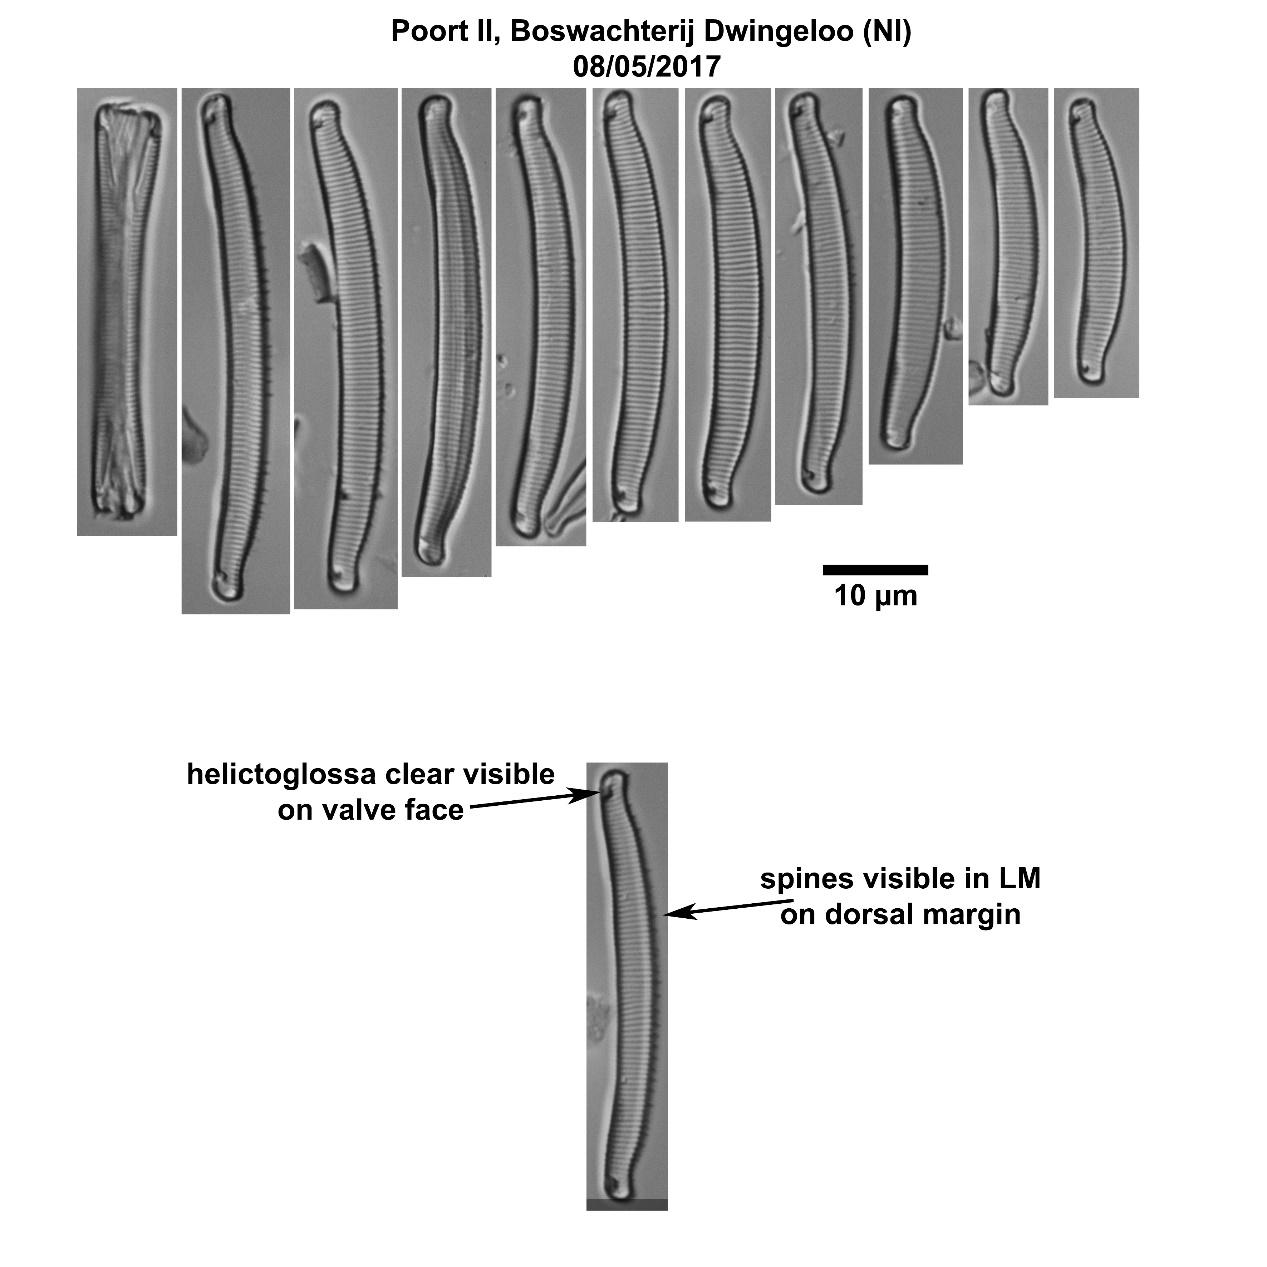 Poort II, Boswachterij Dwingeloo (Nl)
08/05/2017
10 µm
helictoglossa clear visible
on valve face
spines visible in LM
on dorsal margin